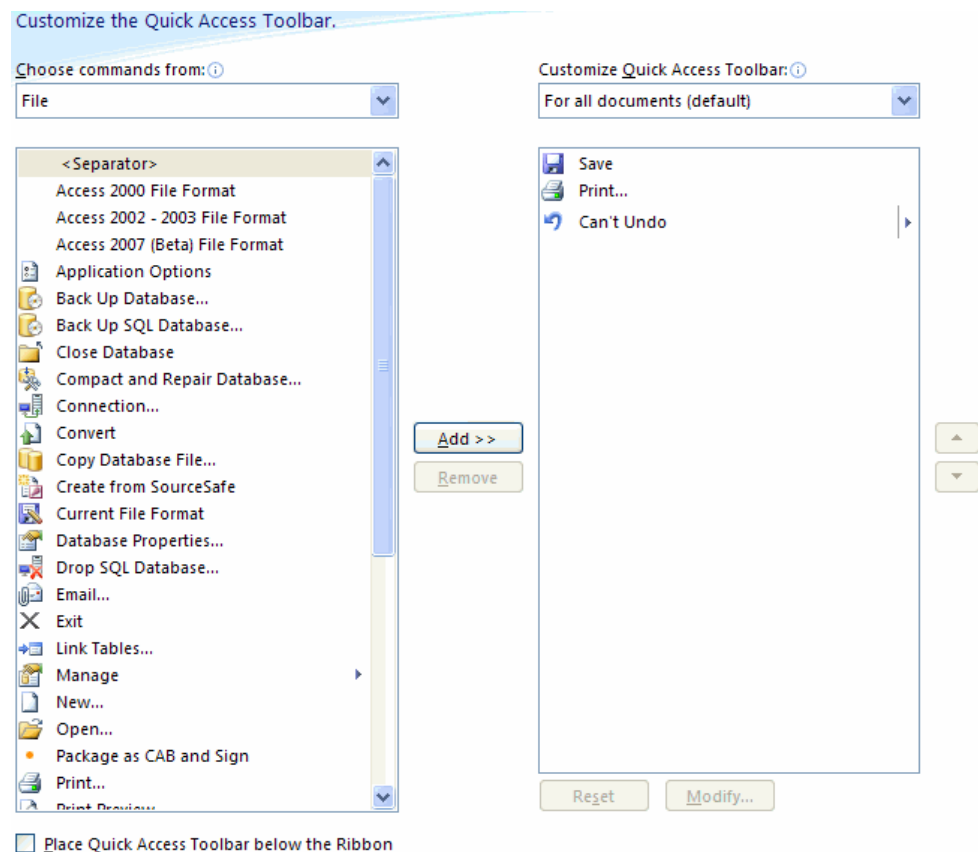 Customize the Quick Access Toolbar.
Choose commands from:
File
<Separator>
Access 2000 File Format
Access 2002 - 2003 File Format
Access 2007 (Beta) File Format
Application Options
Back Up Database...
Back Up SQL Database...
Close Database
Compact and Repair Database...
Connection...
Convert
Copy Database File...
Create from SourceSafe
Current File Format
Database Properties...
Drop SQL Database...
Email...
Exit
Link Tables...
Manage
New...
Open...
Package as CAB and Sign
Print...
Print Preview
Add >>
Remove
Customize Quick Access Toolbar:
For all documents (default)
Save
Print...
Can't Undo
Reset
Modify...
Place Quick Access Toolbar below the Ribbon